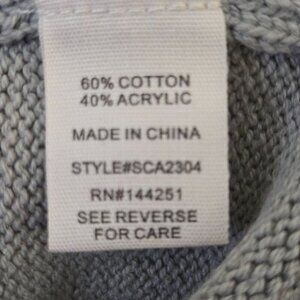 60% COTTON
40% ACRYLIC
MADE IN CHINA
STYLE#SCA2304
RN#144251
SEE REVERSE
FOR CARE